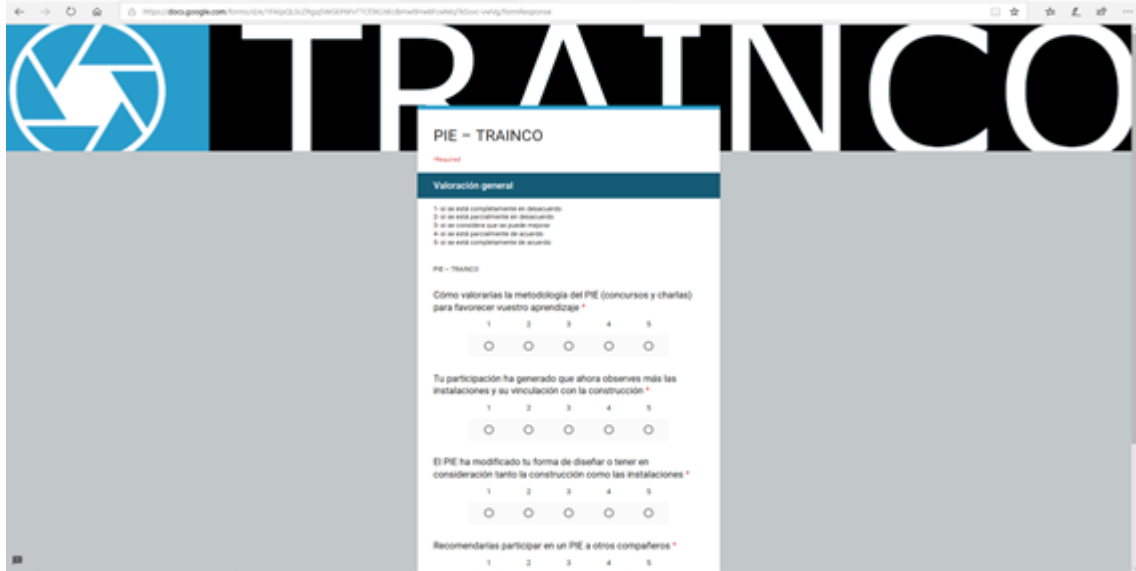 TRAINCO
PIE – TRAINCO
*Required
Valoración general
1- si se está completamente en desacuerdo
2- si se está parcialmente en desacuerdo
3- si se considera que se puede mejorar
4- si se está parcialmente de acuerdo
5- si se está completamente de acuerdo
PIE – TRAINCO
Cómo valorarías la metodología del PIE (concursos y charlas)
para favorecer vuestro aprendizaje *
1 2 3 4 5
Tu participación ha generado que ahora observes más las
instalaciones y su vinculación con la construcción *
1 2 3 4 5
El PIE ha modificado tu forma de diseñar o tener en
consideración tanto la construcción como las instalaciones *
1 2 3 4 5
Recomendarías participar en un PIE a otros compañeros *
1 2 3 4 5